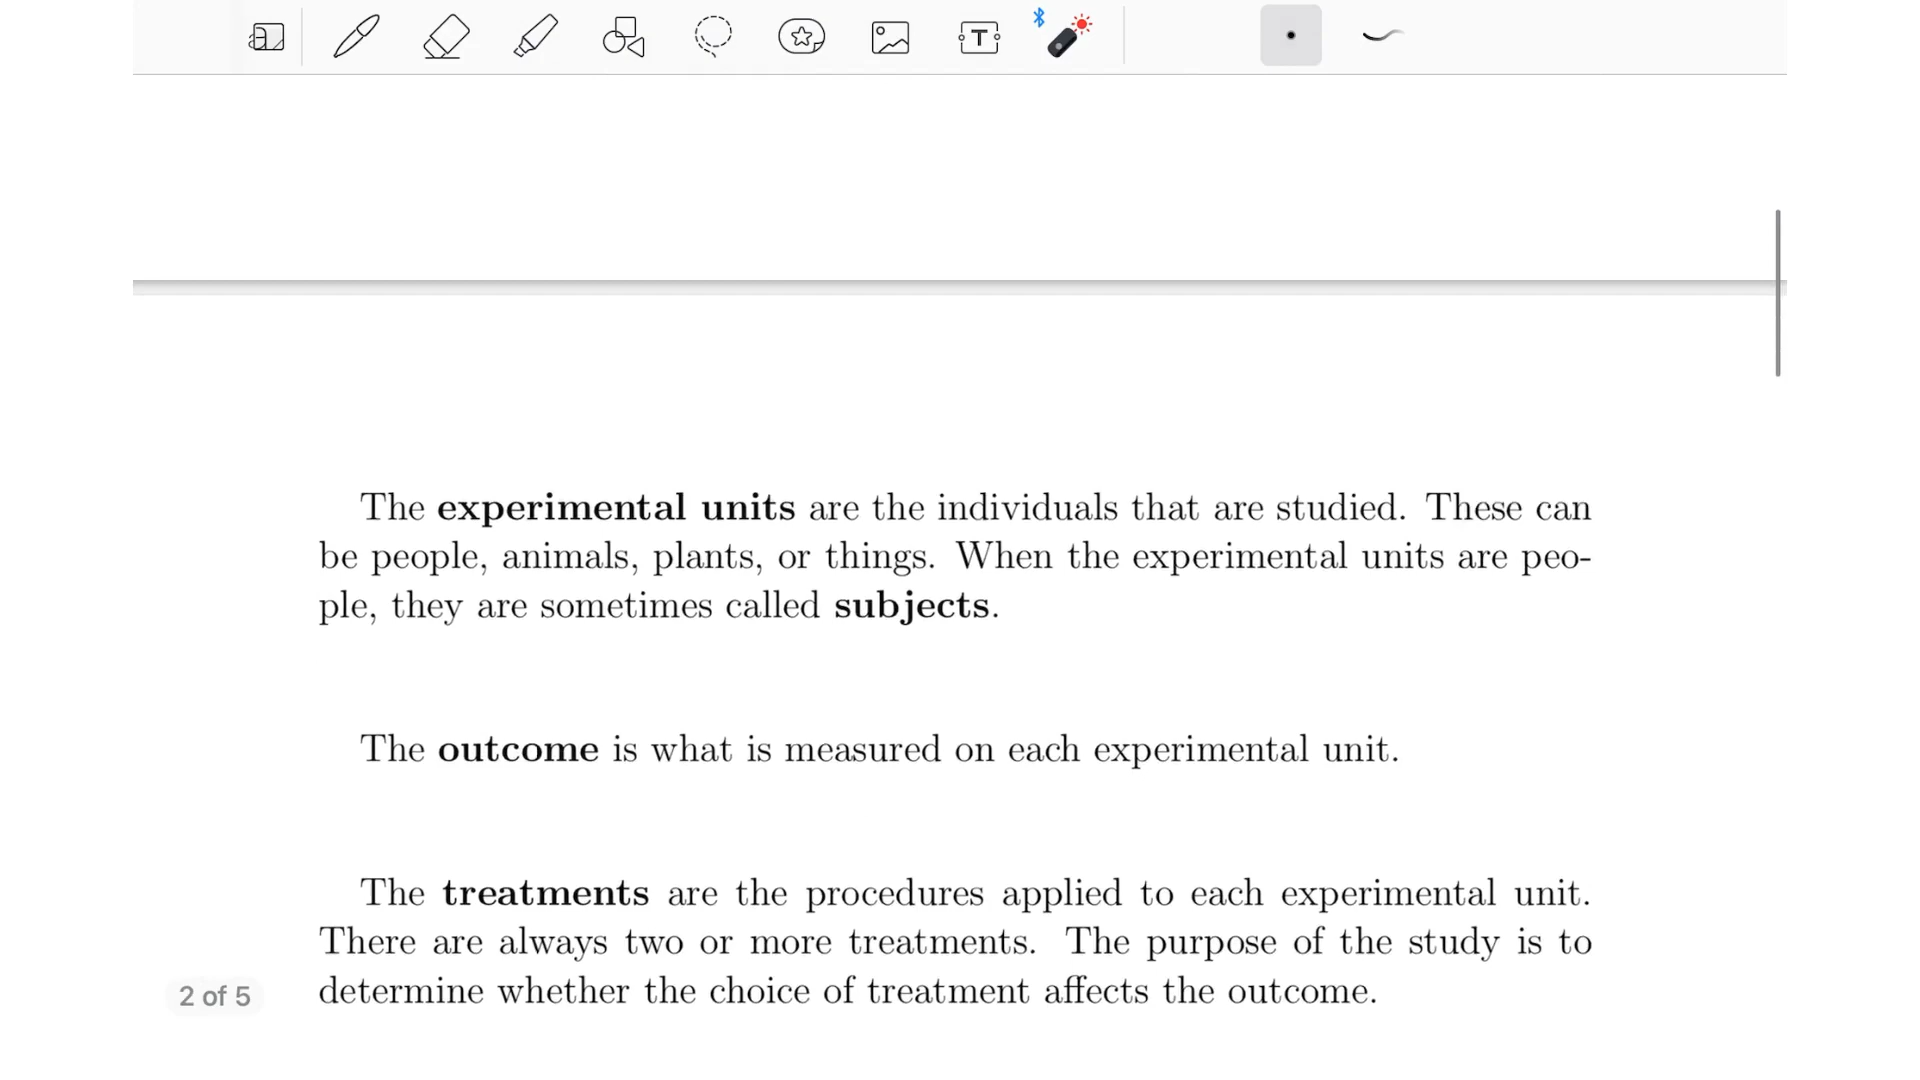 The experimental units are the individuals that are studied. These can
be people, animals, plants, or things. When the experimental units are peo-
ple, they are sometimes called subjects.
The outcome is what is measured on each experimental unit.
The treatments are the procedures applied to each experimental unit.
There are always two or more treatments. The purpose of the study is to
determine whether the choice of treatment affects the outcome.
2 of 5